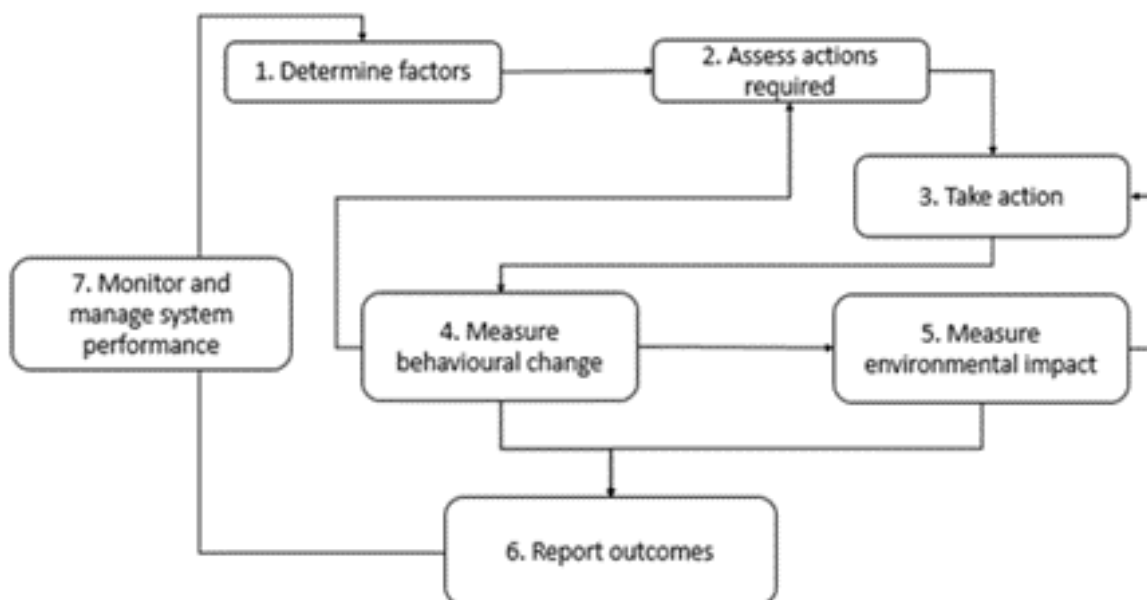 1. Determine factors
2. Assess actions
required
3. Take action
7. Monitor and
manage system
performance
4. Measure
behavioural change
5. Measure
environmental impact
6. Report outcomes